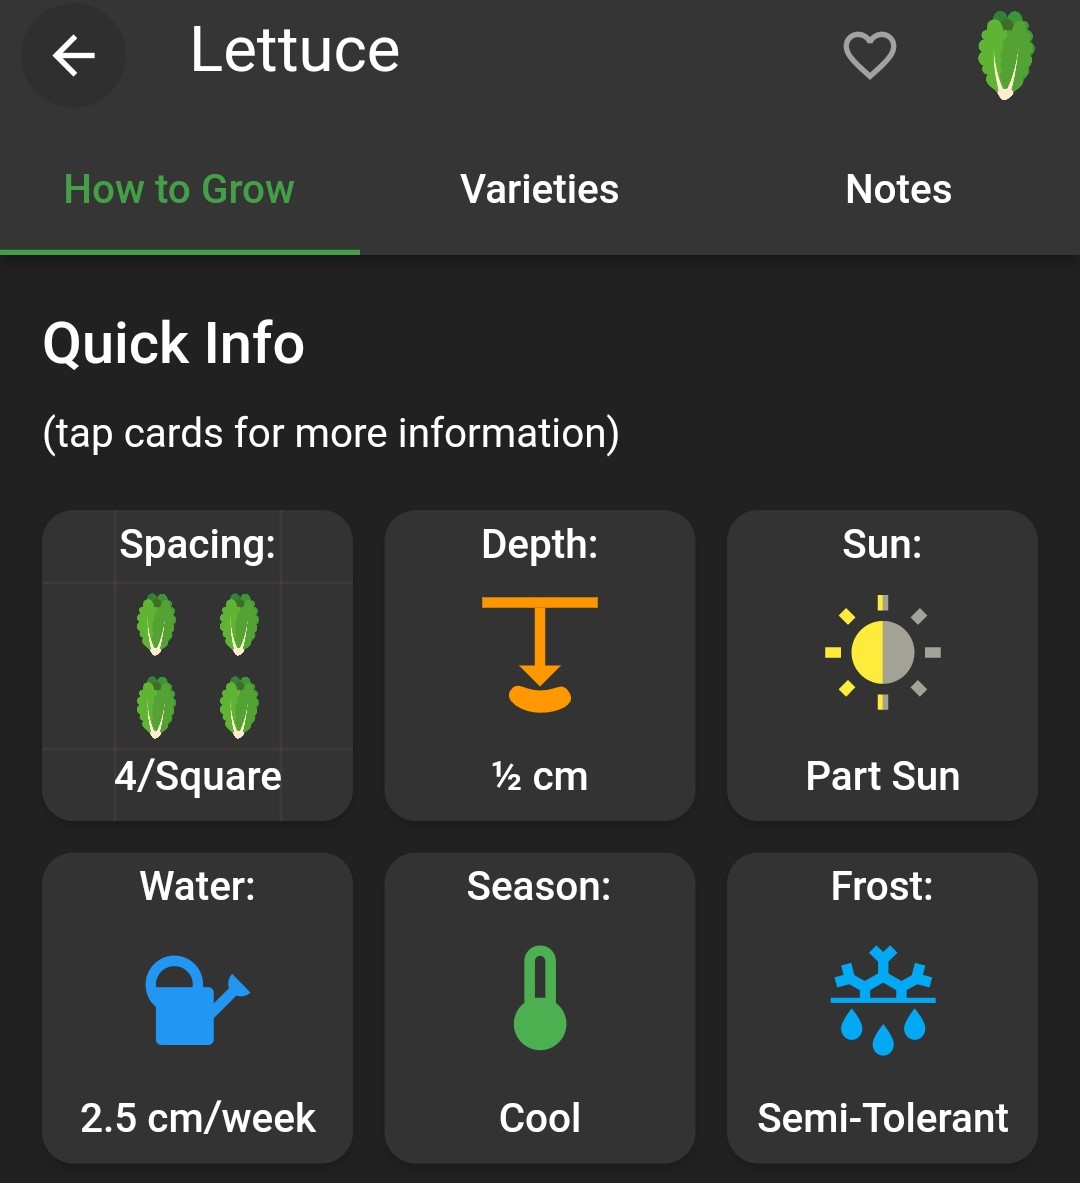 Lettuce
How to Grow
Varieties
Notes
Quick Info
(tap cards for more information)
Spacing:
4/Square
Depth:
½ cm
Sun:
Part Sun
Water:
2.5 cm/week
Season:
Cool
Frost:
Semi-Tolerant